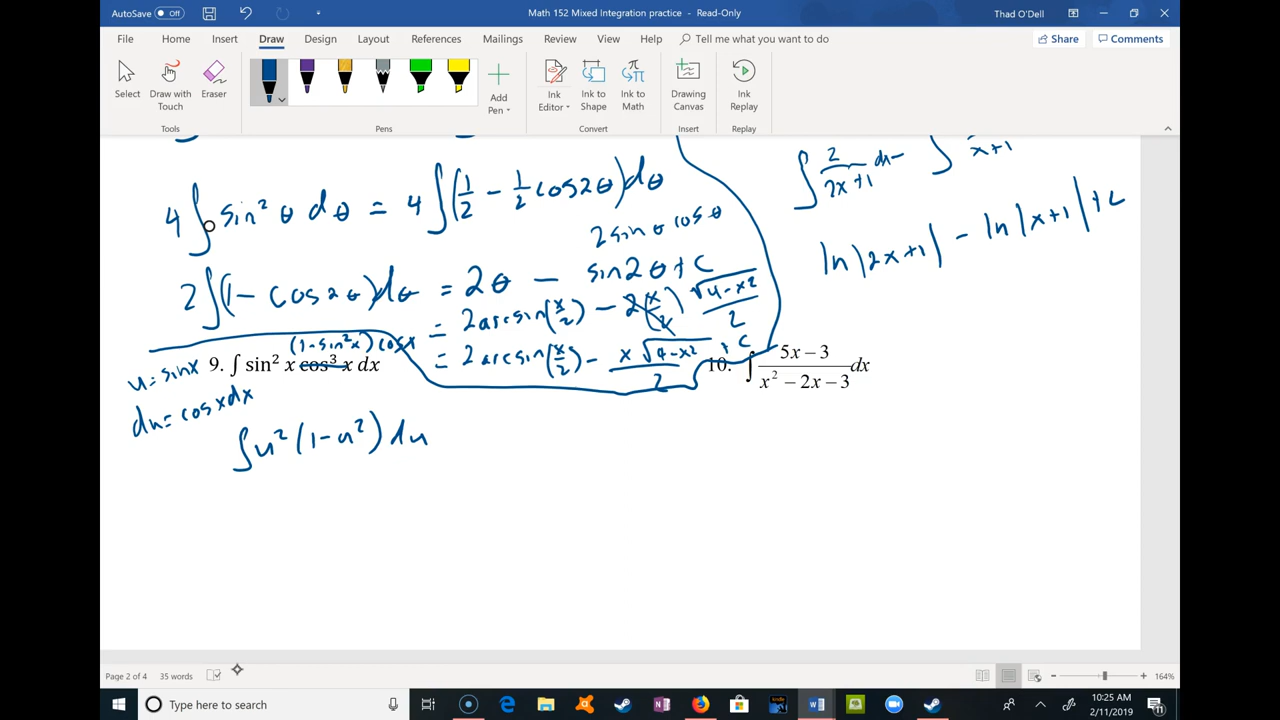 AutoSave Off
Math 152 Mixed Integration practice - Read-Only
Thad O'Dell
File Home Insert Draw Design Layout References Mailings Review View Help Tell me what you want to do
Share Comments
Select Draw with Touch Eraser Add Pen Ink Editor Ink to Shape Ink to Math Drawing Canvas Ink Replay
Tools Pens Convert Insert Replay
4∫sin² θ dθ = 4∫(1/2 − 1/2 cos2θ)dθ
2sinθ cosθ
2∫(1 − cos2θ)dθ = 2θ − sin2θ + C
= 2arcsin(x/2) − 2(x/2) √(4−x²)/2
= 2arcsin(x/2) − x√(4−x²)/2 + C
∫ 2/(2x+1) dx − ∫ /(x+1)
ln|2x+1| − ln|x+1| + C
(1−sin²x)cosx
u=sinx 9. ∫ sin² x cos³ x dx
du=cosxdx
∫u²(1−u²)du
10. ∫ (5x − 3)/(x² − 2x − 3) dx
Page 2 of 4 35 words 164%
Type here to search
10:25 AM
2/11/2019
11